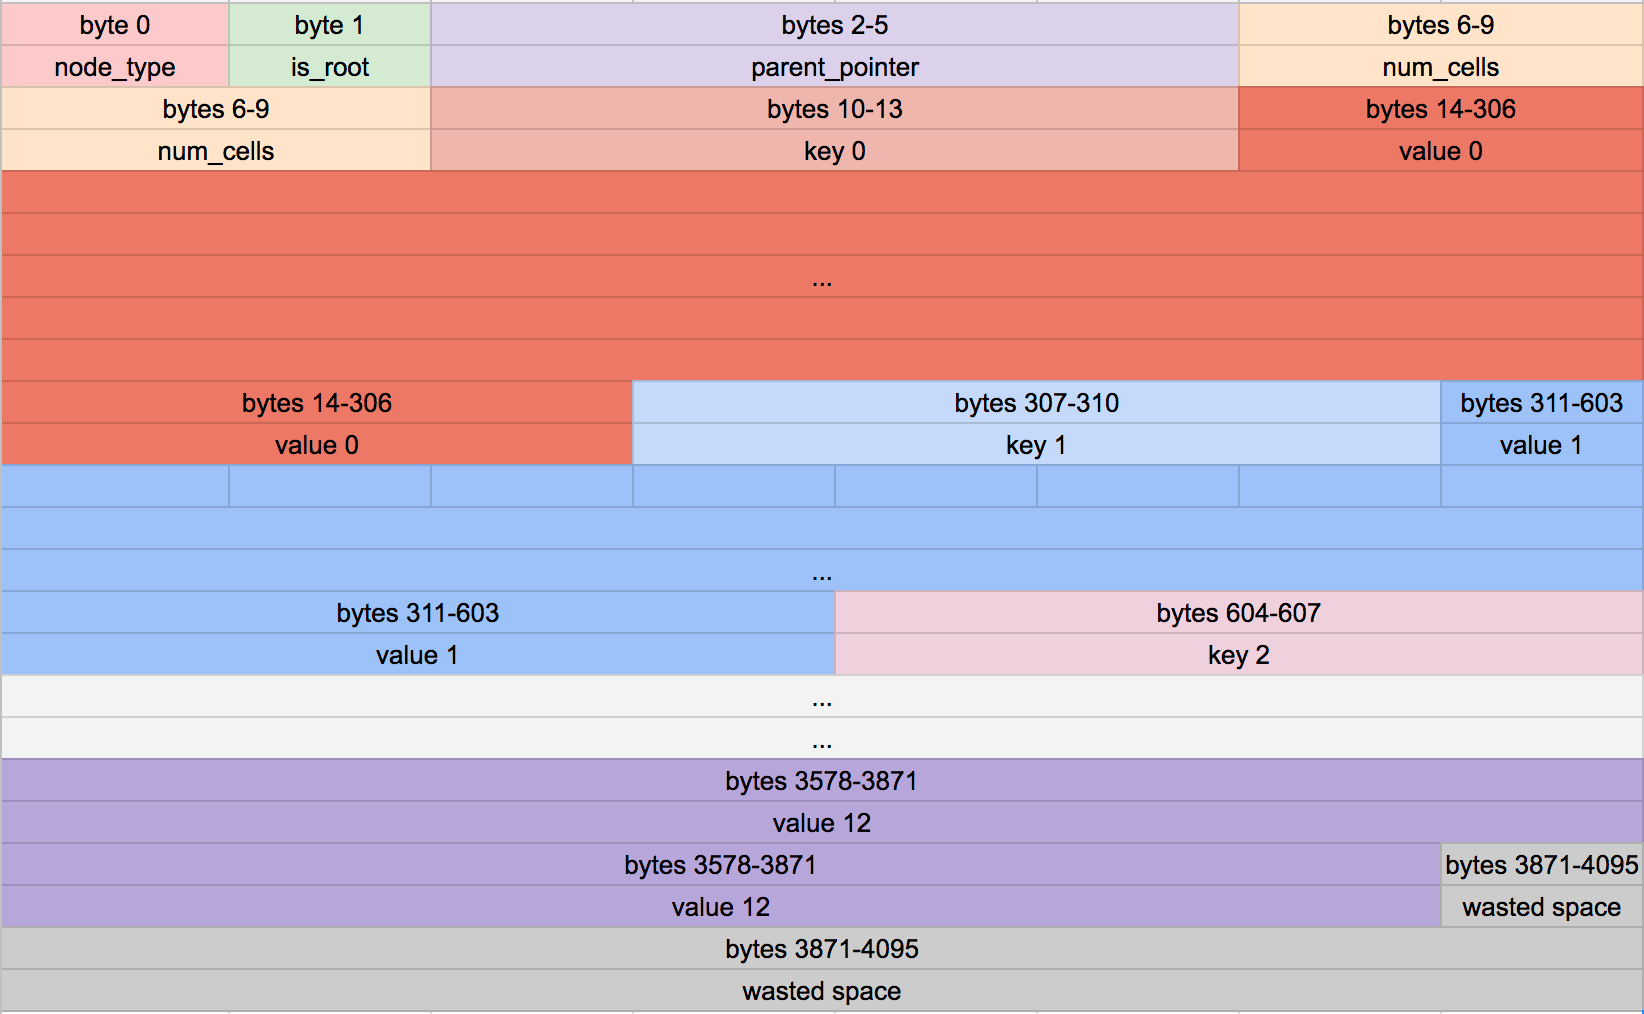 byte 0 byte 1 bytes 2-5 bytes 6-9
node_type is_root parent_pointer num_cells
bytes 6-9 bytes 10-13 bytes 14-306
num_cells key 0 value 0
...
bytes 14-306 bytes 307-310 bytes 311-603
value 0 key 1 value 1
...
bytes 311-603 bytes 604-607
value 1 key 2
...
...
bytes 3578-3871
value 12
bytes 3578-3871 bytes 3871-4095
value 12 wasted space
bytes 3871-4095
wasted space